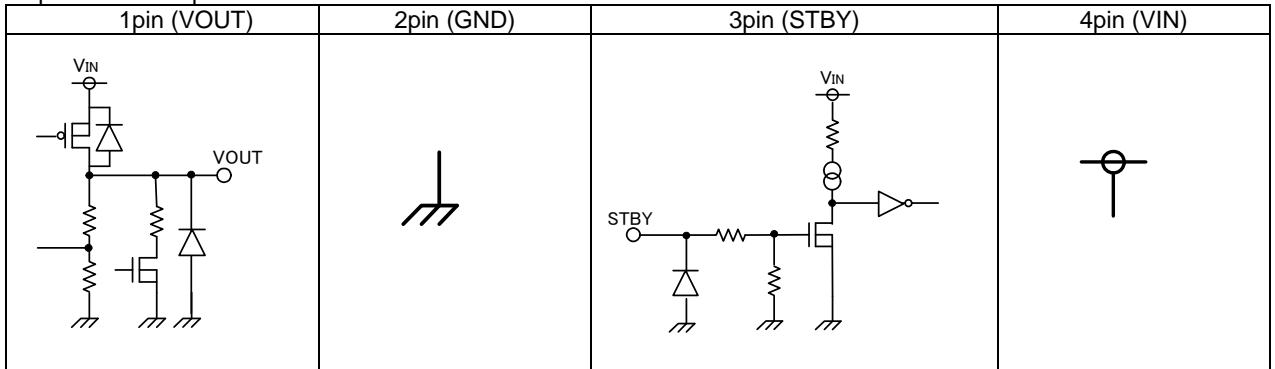 1pin (VOUT) 2pin (GND) 3pin (STBY) 4pin (VIN)
VIN
VOUT
VIN
STBY